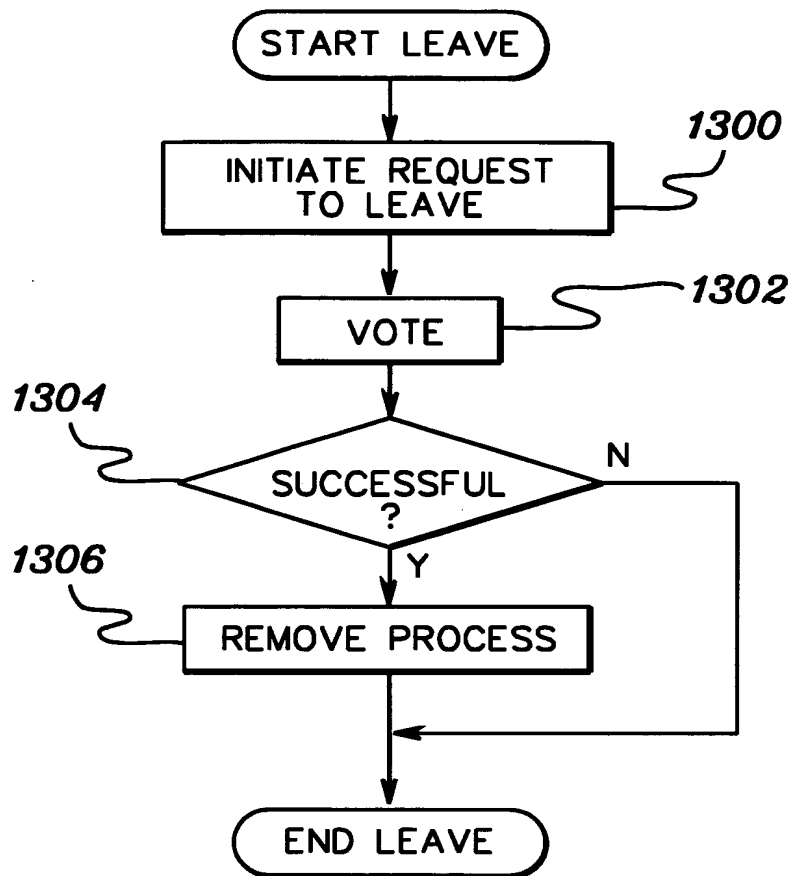 START LEAVE
1300
INITIATE REQUEST
TO LEAVE
1302
VOTE
1304
N
SUCCESSFUL
?
Y
1306
REMOVE PROCESS
END LEAVE